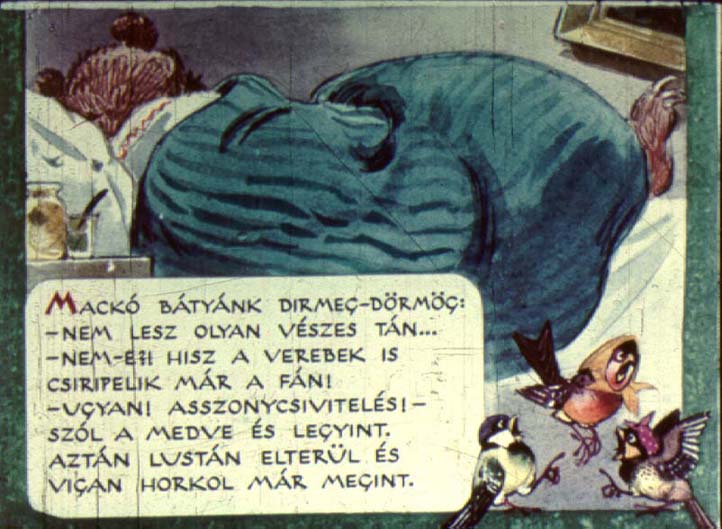 MACKÓ BÁTYÁNK DIRMEG-DÖRMÖG:
-NEM LESZ OLYAN VÉSZES TÁN...
-NEM-E?! HISZ A VEREBEK IS
CSIRIPELIK MÁR A FÁN!
-UGYAN! ASSZONYCSIVITELÉS!-
SZÓL A MEDVE ÉS LEGYINT.
AZTÁN LUSTÁN ELTERÜL ÉS
VIGAN HORKOL MÁR MEGINT.